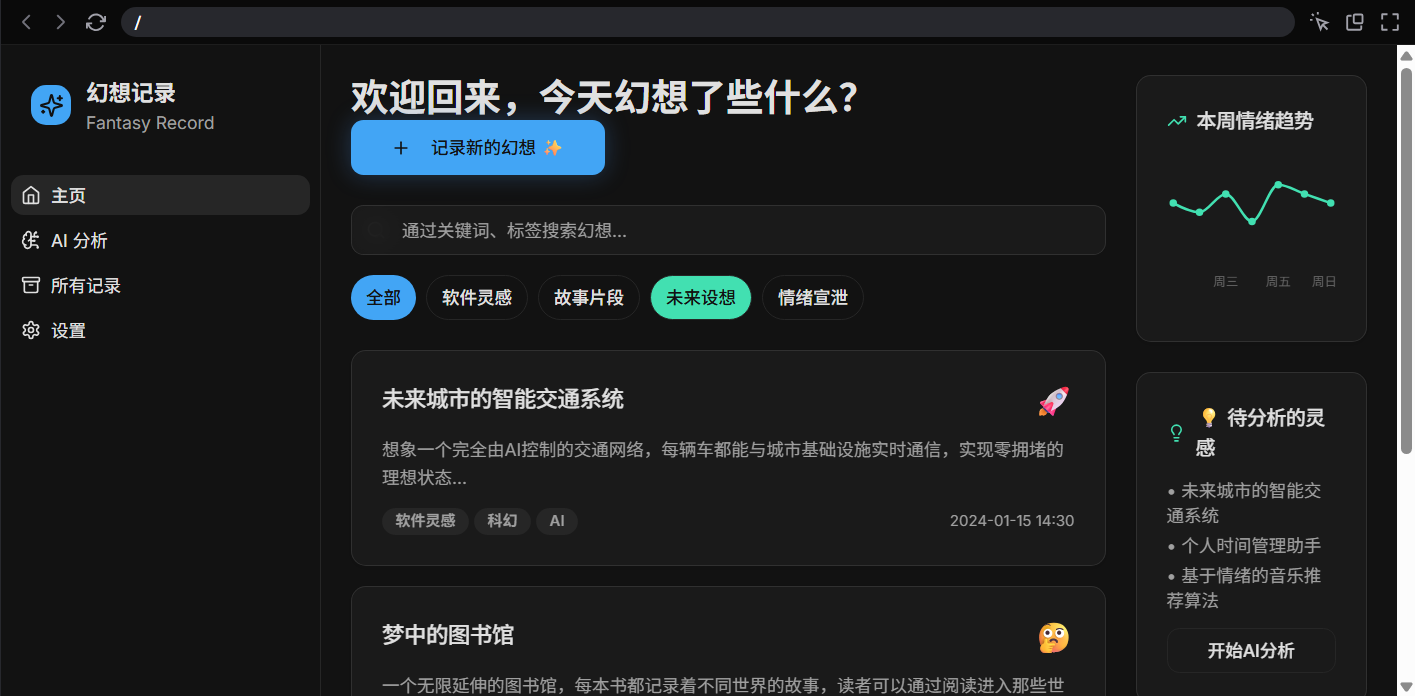 /
幻想记录
Fantasy Record
主页
AI 分析
所有记录
设置
欢迎回来，今天幻想了些什么？
+ 记录新的幻想 ✨
通过关键词、标签搜索幻想...
全部
软件灵感
故事片段
未来设想
情绪宣泄
未来城市的智能交通系统
🚀
想象一个完全由AI控制的交通网络，每辆车都能与城市基础设施实时通信，实现零拥堵的
理想状态...
软件灵感
科幻
AI
2024-01-15 14:30
梦中的图书馆
🤔
一个无限延伸的图书馆，每本书都记录着不同世界的故事，读者可以通过阅读进入那些世
本周情绪趋势
周三
周五
周日
💡 待分析的灵
感
• 未来城市的智能交
通系统
• 个人时间管理助手
• 基于情绪的音乐推
荐算法
开始AI分析